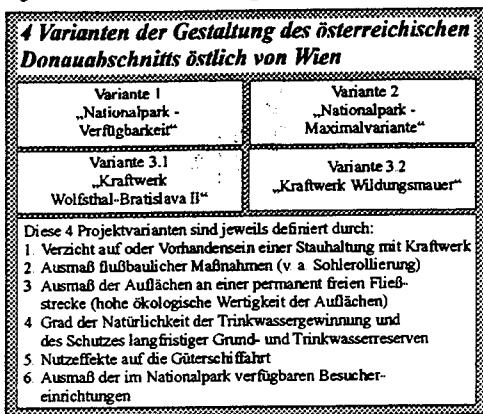 4 Varianten der Gestaltung des österreichischen
Donauabschnitts östlich von Wien
Variante 1
„Nationalpark -
Verfügbarkeit“
Variante 2
„Nationalpark -
Maximalvariante“
Variante 3.1
„Kraftwerk
Wolfsthal-Bratislava II“
Variante 3.2
„Kraftwerk Wildungsmauer“
Diese 4 Projektvarianten sind jeweils definiert durch:
1. Verzicht auf oder Vorhandensein einer Stauhaltung mit Kraftwerk
2. Ausmaß flußbaulicher Maßnahmen (v. a. Sohlerollierung)
3 Ausmaß der Auflächen an einer permanent freien Fließ-
strecke (hohe ökologische Wertigkeit der Auflächen)
4 Grad der Natürlichkeit der Trinkwassergewinnung und
des Schutzes langfristiger Grund- und Trinkwasserreserven
5. Nutzeffekte auf die Güterschiffahrt
6. Ausmaß der im Nationalpark verfügbaren Besucher-
einrichtungen